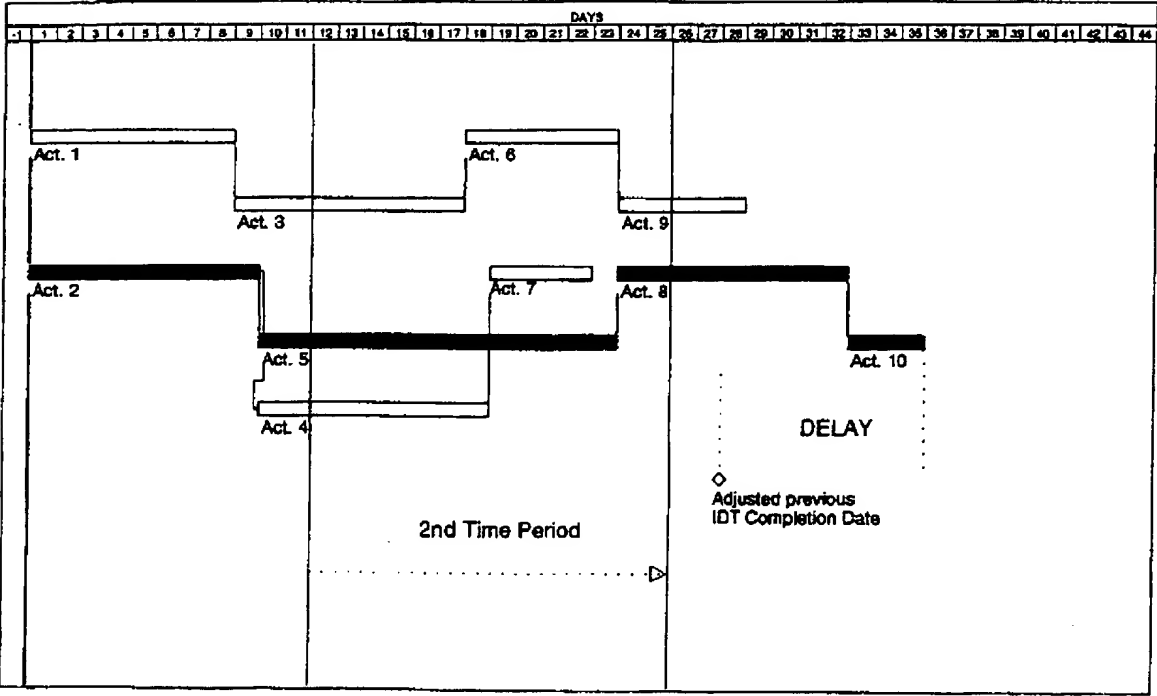 DAYS
-1 1 2 3 4 5 6 7 8 9 10 11 12 13 14 15 16 17 18 19 20 21 22 23 24 25 26 27 28 29 30 31 32 33 34 35 36 37 38 39 40 41 42 43 44
Act. 1
Act. 6
Act. 3
Act. 9
Act. 2
Act. 7
Act. 8
Act. 5
Act. 10
Act. 4
DELAY
Adjusted previous
IDT Completion Date
2nd Time Period